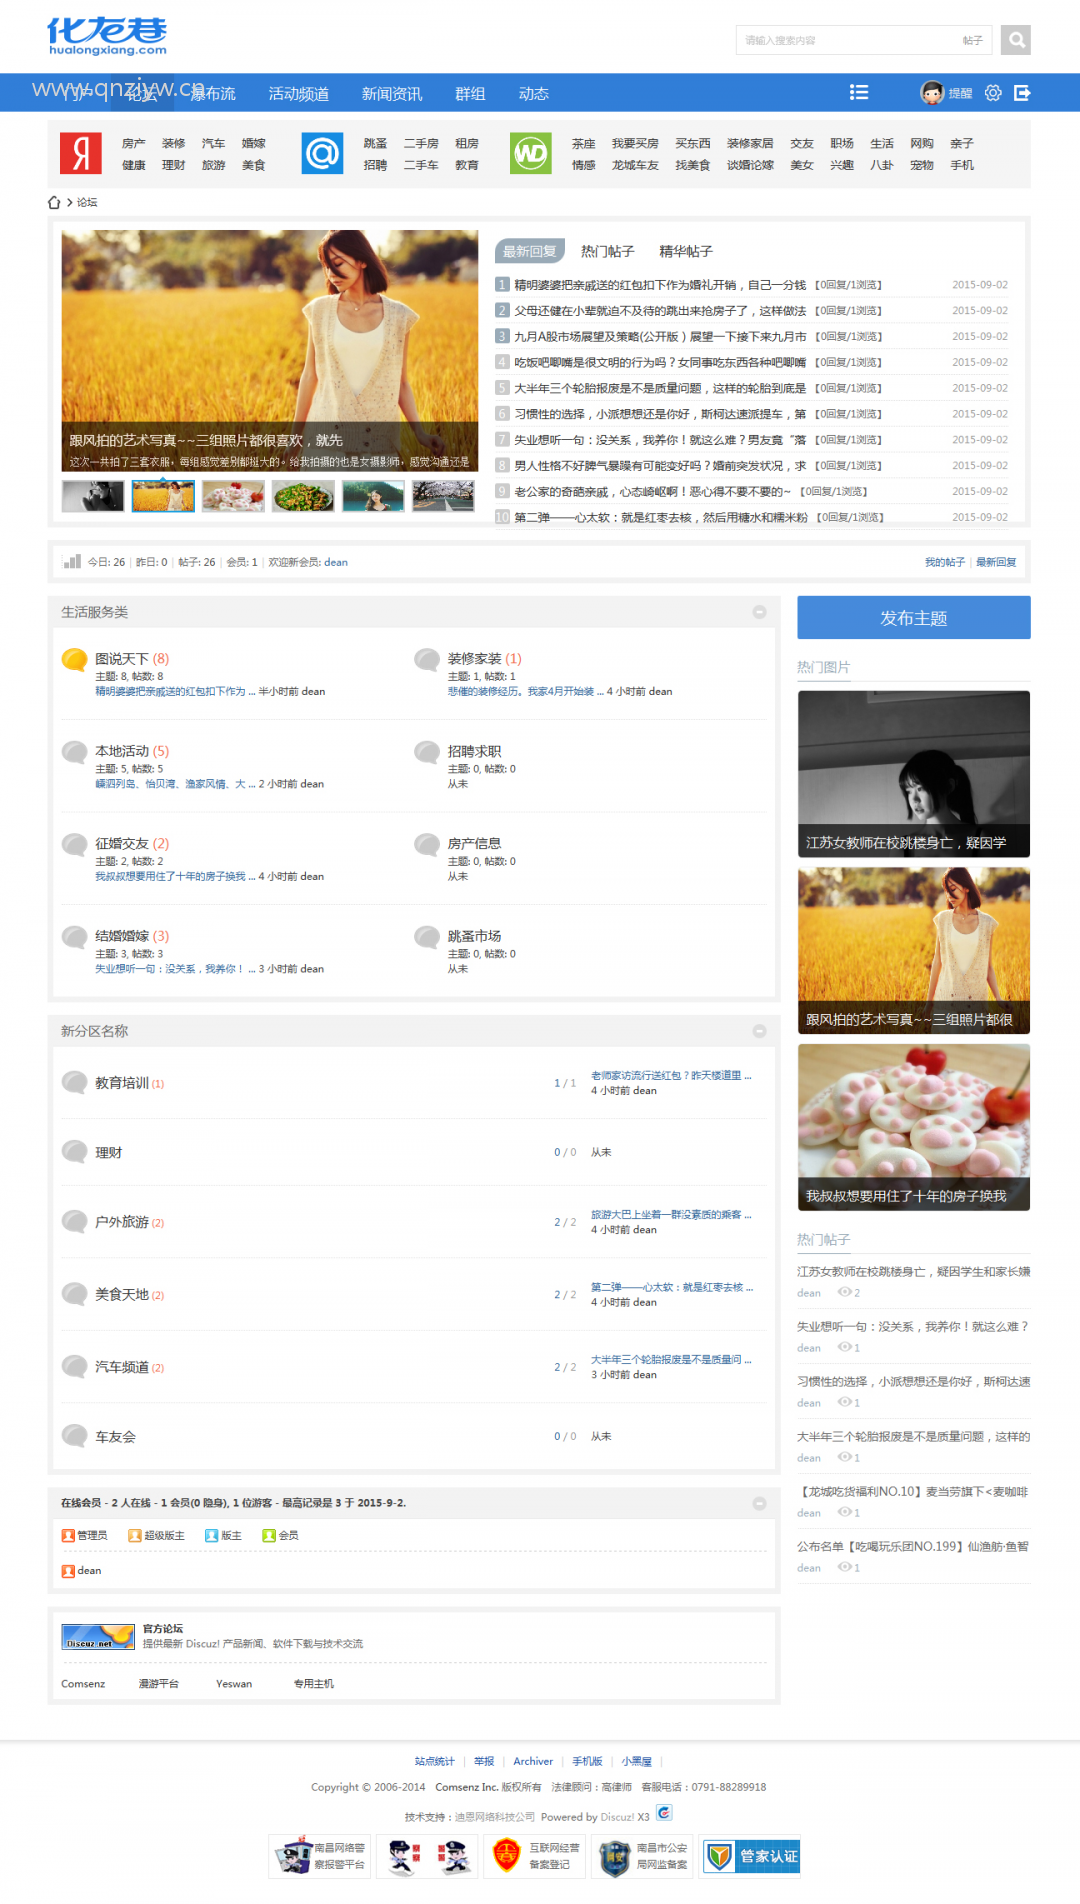 化龙巷
hualongxiang.com
请输入搜索内容 帖子
www.qnziyw.cn
门户 论坛 瀑布流 活动频道 新闻资讯 群组 动态 提醒
房产 装修 汽车 婚嫁 跳蚤 二手房 租房 茶座 我要买房 买东西 装修家居 交友 职场 生活 网购 亲子
健康 理财 旅游 美食 招聘 二手车 教育 情感 龙城车友 找美食 谈婚论嫁 美女 兴趣 八卦 宠物 手机
论坛
最新回复 热门帖子 精华帖子
1 精明婆婆把亲戚送的红包扣下作为婚礼开销，自己一分钱 【0回复/1浏览】 2015-09-02
2 父母还健在小辈就迫不及待的跳出来抢房子了，这样做法 【0回复/1浏览】 2015-09-02
3 九月A股市场展望及策略(公开版）展望一下接下来九月市 【0回复/1浏览】 2015-09-02
4 吃饭吧唧嘴是很文明的行为吗？女同事吃东西各种吧唧嘴 【0回复/1浏览】 2015-09-02
5 大半年三个轮胎报废是不是质量问题，这样的轮胎到底是 【0回复/1浏览】 2015-09-02
6 习惯性的选择，小派想想还是你好，斯柯达速派提车，第 【0回复/1浏览】 2015-09-02
7 失业想听一句：没关系，我养你！就这么难？男友竟“落 【0回复/1浏览】 2015-09-02
8 男人性格不好脾气暴躁有可能变好吗？婚前突发状况，求 【0回复/1浏览】 2015-09-02
9 老公家的奇葩亲戚，心态崎岖啊！恶心得不要不要的~ 【0回复/1浏览】 2015-09-02
10 第二弹——心太软：就是红枣去核，然后用糖水和糯米粉 【0回复/1浏览】 2015-09-02
跟风拍的艺术写真~~三组照片都很喜欢，就先
这次一共拍了三套衣服，每组感觉差别都挺大的。给我拍摄的也是女摄影师，感觉沟通还是
今日: 26 | 昨日: 0 | 帖子: 26 | 会员: 1 | 欢迎新会员: dean 我的帖子 | 最新回复
生活服务类
图说天下 (8)
主题: 8, 帖数: 8
精明婆婆把亲戚送的红包扣下作为 ... 半小时前 dean
装修家装 (1)
主题: 1, 帖数: 1
悲催的装修经历。我家4月开始装 ... 4 小时前 dean
本地活动 (5)
主题: 5, 帖数: 5
嵊泗列岛、怡贝湾、渔家风情、大 ... 2 小时前 dean
招聘求职
主题: 0, 帖数: 0
从未
征婚交友 (2)
主题: 2, 帖数: 2
我叔叔想要用住了十年的房子换我 ... 4 小时前 dean
房产信息
主题: 0, 帖数: 0
从未
结婚婚嫁 (3)
主题: 3, 帖数: 3
失业想听一句：没关系，我养你！ ... 3 小时前 dean
跳蚤市场
主题: 0, 帖数: 0
从未
新分区名称
教育培训 (1) 1 / 1
老师家访流行送红包？昨天楼道里 ...
4 小时前 dean
理财 0 / 0 从未
户外旅游 (2) 2 / 2
旅游大巴上坐着一群没素质的乘客 ...
4 小时前 dean
美食天地 (2) 2 / 2
第二弹——心太软：就是红枣去核 ...
4 小时前 dean
汽车频道 (2) 2 / 2
大半年三个轮胎报废是不是质量问 ...
3 小时前 dean
车友会 0 / 0 从未
在线会员 - 2 人在线 - 1 会员(0 隐身), 1 位游客 - 最高记录是 3 于 2015-9-2.
管理员 超级版主 版主 会员
dean
Discuz.net
官方论坛
提供最新 Discuz! 产品新闻、软件下载与技术交流
Comsenz 漫游平台 Yeswan 专用主机
发布主题
热门图片
江苏女教师在校跳楼身亡，疑因学
跟风拍的艺术写真~~三组照片都很
我叔叔想要用住了十年的房子换我
热门帖子
江苏女教师在校跳楼身亡，疑因学生和家长嫌
dean 2
失业想听一句：没关系，我养你！就这么难？
dean 1
习惯性的选择，小派想想还是你好，斯柯达速
dean 1
大半年三个轮胎报废是不是质量问题，这样的
dean 1
【龙城吃货福利NO.10】麦当劳旗下<麦咖啡
dean 1
公布名单【吃喝玩乐团NO.199】仙渔舫·鱼智
dean 1
站点统计 | 举报 | Archiver | 手机版 | 小黑屋 |
Copyright © 2006-2014 Comsenz Inc. 版权所有 法律顾问：高律师 客服电话：0791-88289918
技术支持：迪恩网络科技公司 Powered by Discuz! X3
南昌网络警
察报警平台
互联网经营
备案登记
南昌市公安
局网监备案
管家认证